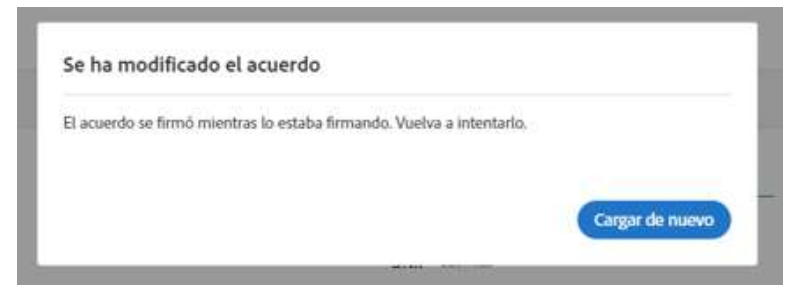 Se ha modificado el acuerdo
El acuerdo se firmó mientras lo estaba firmando. Vuelva a intentarlo.
Cargar de nuevo